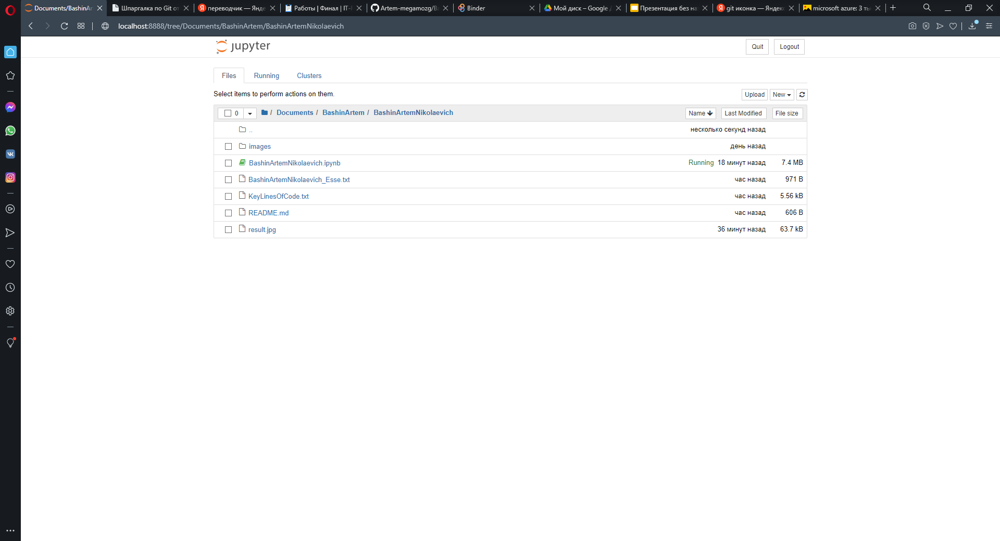 Documents/BashinAr
Шпаргалка по Git от
переводчик — Янде
Работы | Финал | IT-
Artem-megamozg/B
Binder
Мой диск – Google
Презентация без на
git иконка — Яндекс
microsoft azure: 3 ты
localhost:8888/tree/Documents/BashinArtem/BashinArtemNikolaevich
jupyter
Quit
Logout
Files
Running
Clusters
Select items to perform actions on them.
Upload
New
0
/ Documents / BashinArtem / BashinArtemNikolaevich
Name
Last Modified
File size
..
несколько секунд назад
images
день назад
BashinArtemNikolaevich.ipynb
Running 18 минут назад 7.4 MB
BashinArtemNikolaevich_Esse.txt
час назад 971 B
KeyLinesOfCode.txt
час назад 5.56 kB
README.md
час назад 606 B
result.jpg
36 минут назад 63.7 kB